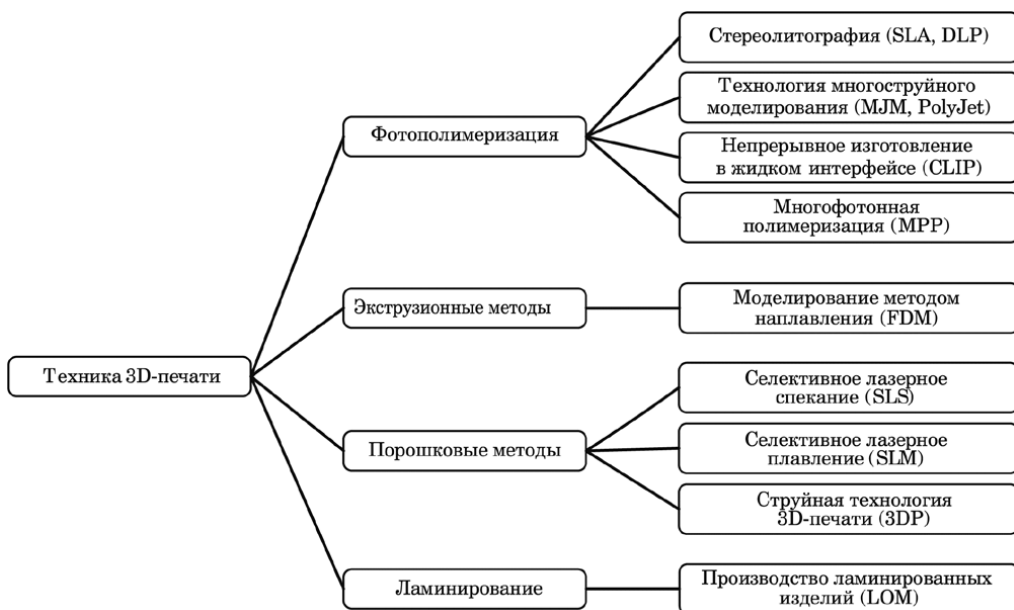 Техника 3D-печати
Фотополимеризация
Стереолитография (SLA, DLP)
Технология многоструйного
моделирования (MJM, PolyJet)
Непрерывное изготовление
в жидком интерфейсе (CLIP)
Многофотонная
полимеризация (MPP)
Экструзионные методы
Моделирование методом
наплавления (FDM)
Порошковые методы
Селективное лазерное
спекание (SLS)
Селективное лазерное
плавление (SLM)
Струйная технология
3D-печати (3DP)
Ламинирование
Производство ламинированных
изделий (LOM)